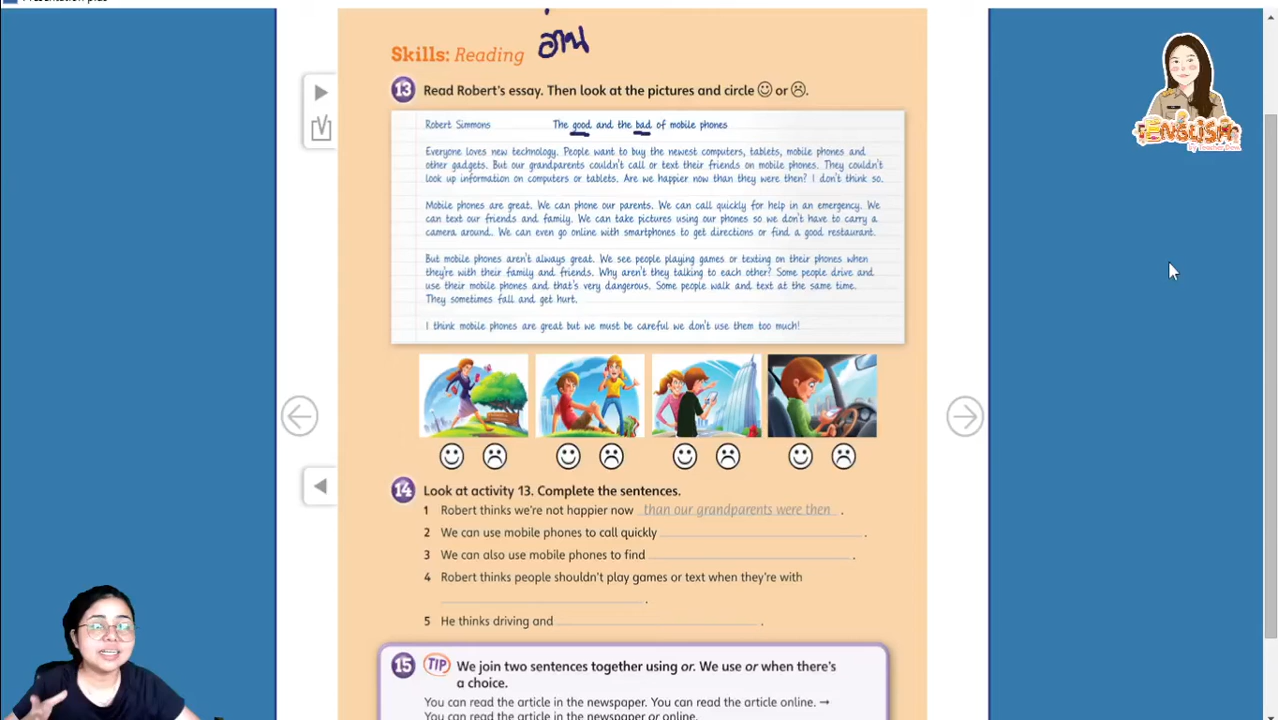 อ่าน
Skills: Reading
13 Read Robert's essay. Then look at the pictures and circle or .
Robert Simmons The good and the bad of mobile phones
Everyone loves new technology. People want to buy the newest computers, tablets, mobile phones and
other gadgets. But our grandparents couldn't call or text their friends on mobile phones. They couldn't
look up information on computers or tablets. Are we happier now than they were then? I don't think so.
Mobile phones are great. We can phone our parents. We can call quickly for help in an emergency. We
can text our friends and family. We can take pictures using our phones so we don't have to carry a
camera around. We can even go online with smartphones to get directions or find a good restaurant.
But mobile phones aren't always great. We see people playing games or texting on their phones when
they're with their family and friends. Why aren't they talking to each other? Some people drive and
use their mobile phones and that's very dangerous. Some people walk and text at the same time.
They sometimes fall and get hurt.
I think mobile phones are great but we must be careful we don't use them too much!
14 Look at activity 13. Complete the sentences.
1 Robert thinks we're not happier now than our grandparents were then .
2 We can use mobile phones to call quickly .
3 We can also use mobile phones to find .
4 Robert thinks people shouldn't play games or text when they're with
.
5 He thinks driving and .
15 TIP We join two sentences together using or. We use or when there's
a choice.
You can read the article in the newspaper. You can read the article online. →
You can read the article in the newspaper or online.
ENGLISH